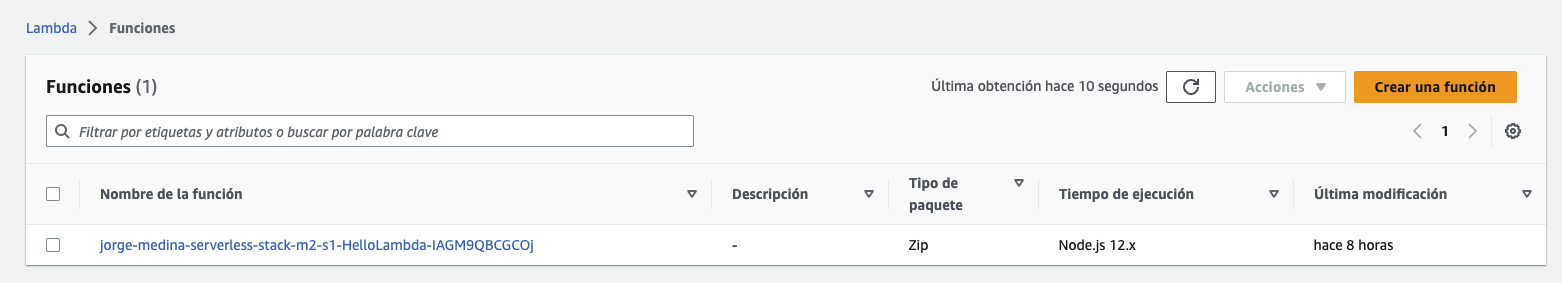 Lambda > Funciones
Funciones (1)
Última obtención hace 10 segundos
Acciones
Crear una función
Filtrar por etiquetas y atributos o buscar por palabra clave
1
Nombre de la función
Descripción
Tipo de
paquete
Tiempo de ejecución
Última modificación
jorge-medina-serverless-stack-m2-s1-HelloLambda-IAGM9QBCGCOj
-
Zip
Node.js 12.x
hace 8 horas